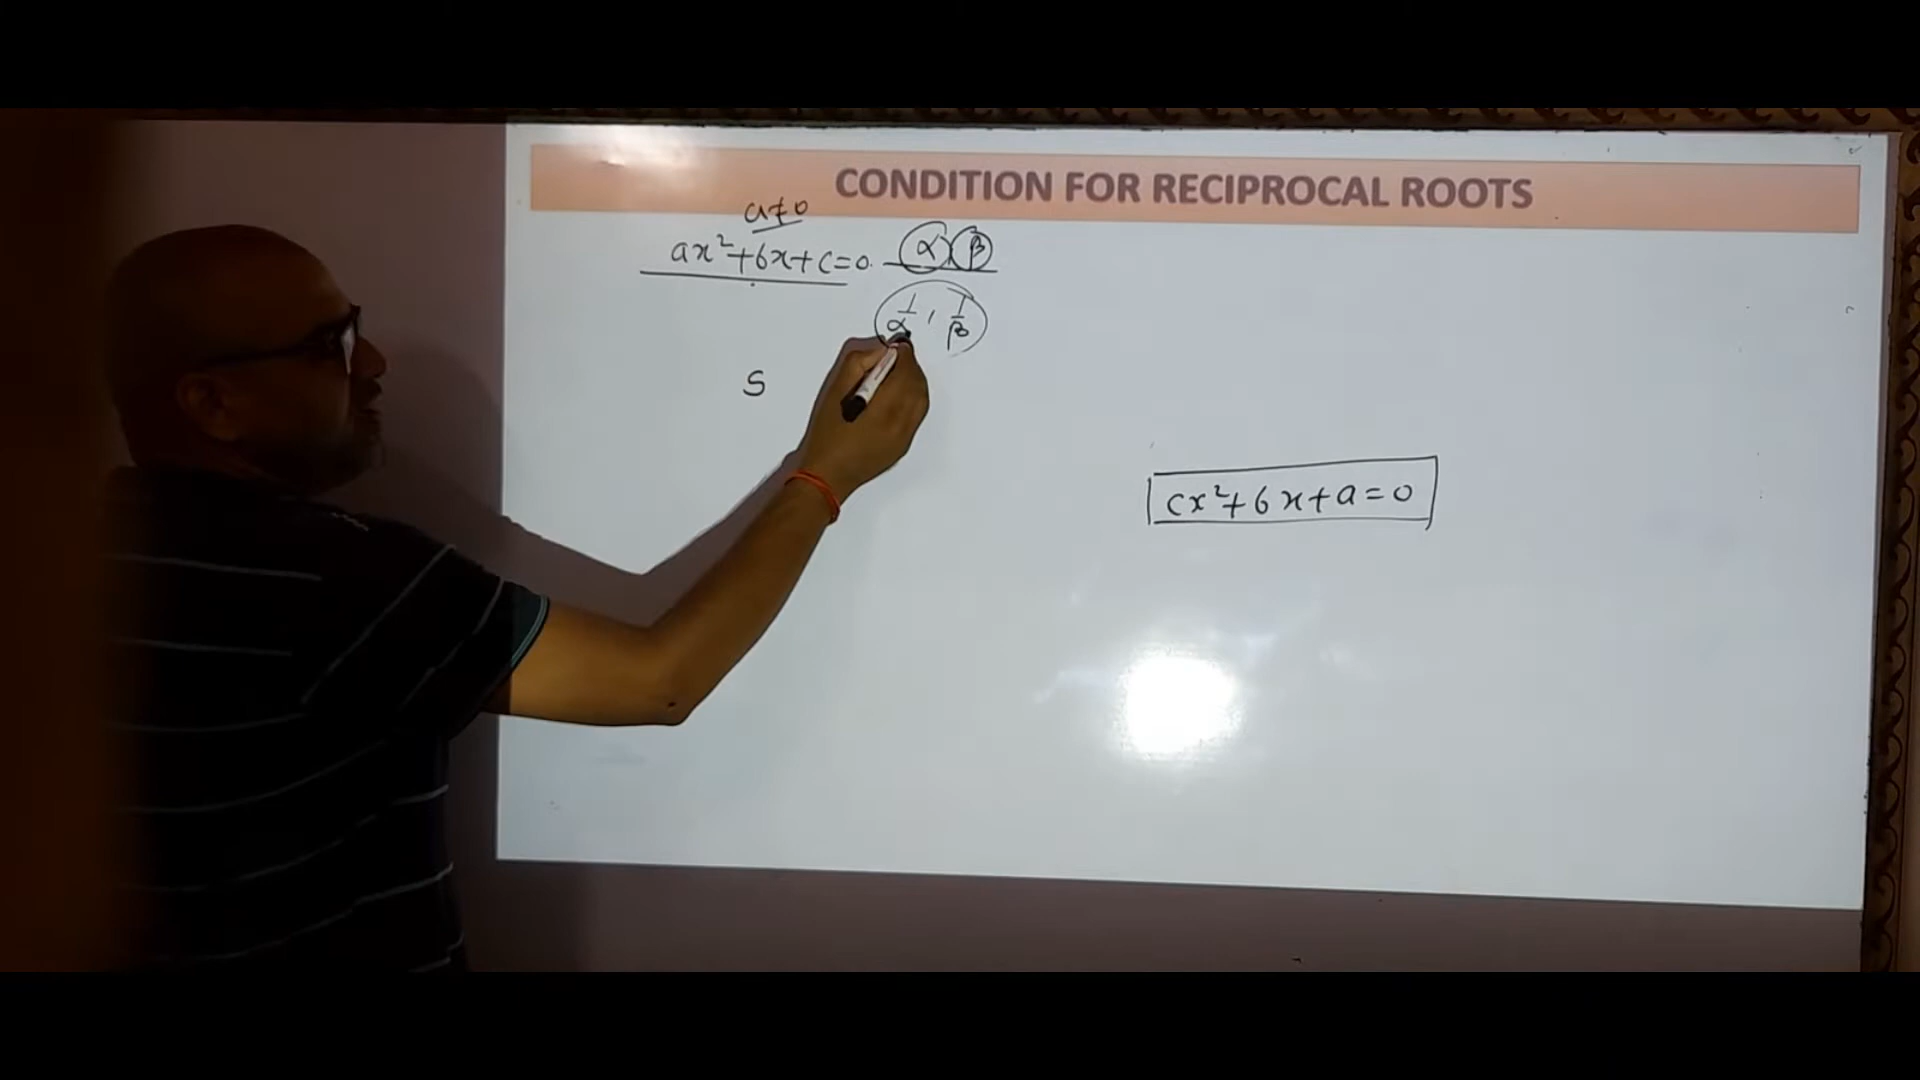 CONDITION FOR RECIPROCAL ROOTS
a≠0
ax²+bx+c=0 α, β
1/α, 1/β
S
cx²+bx+a=0